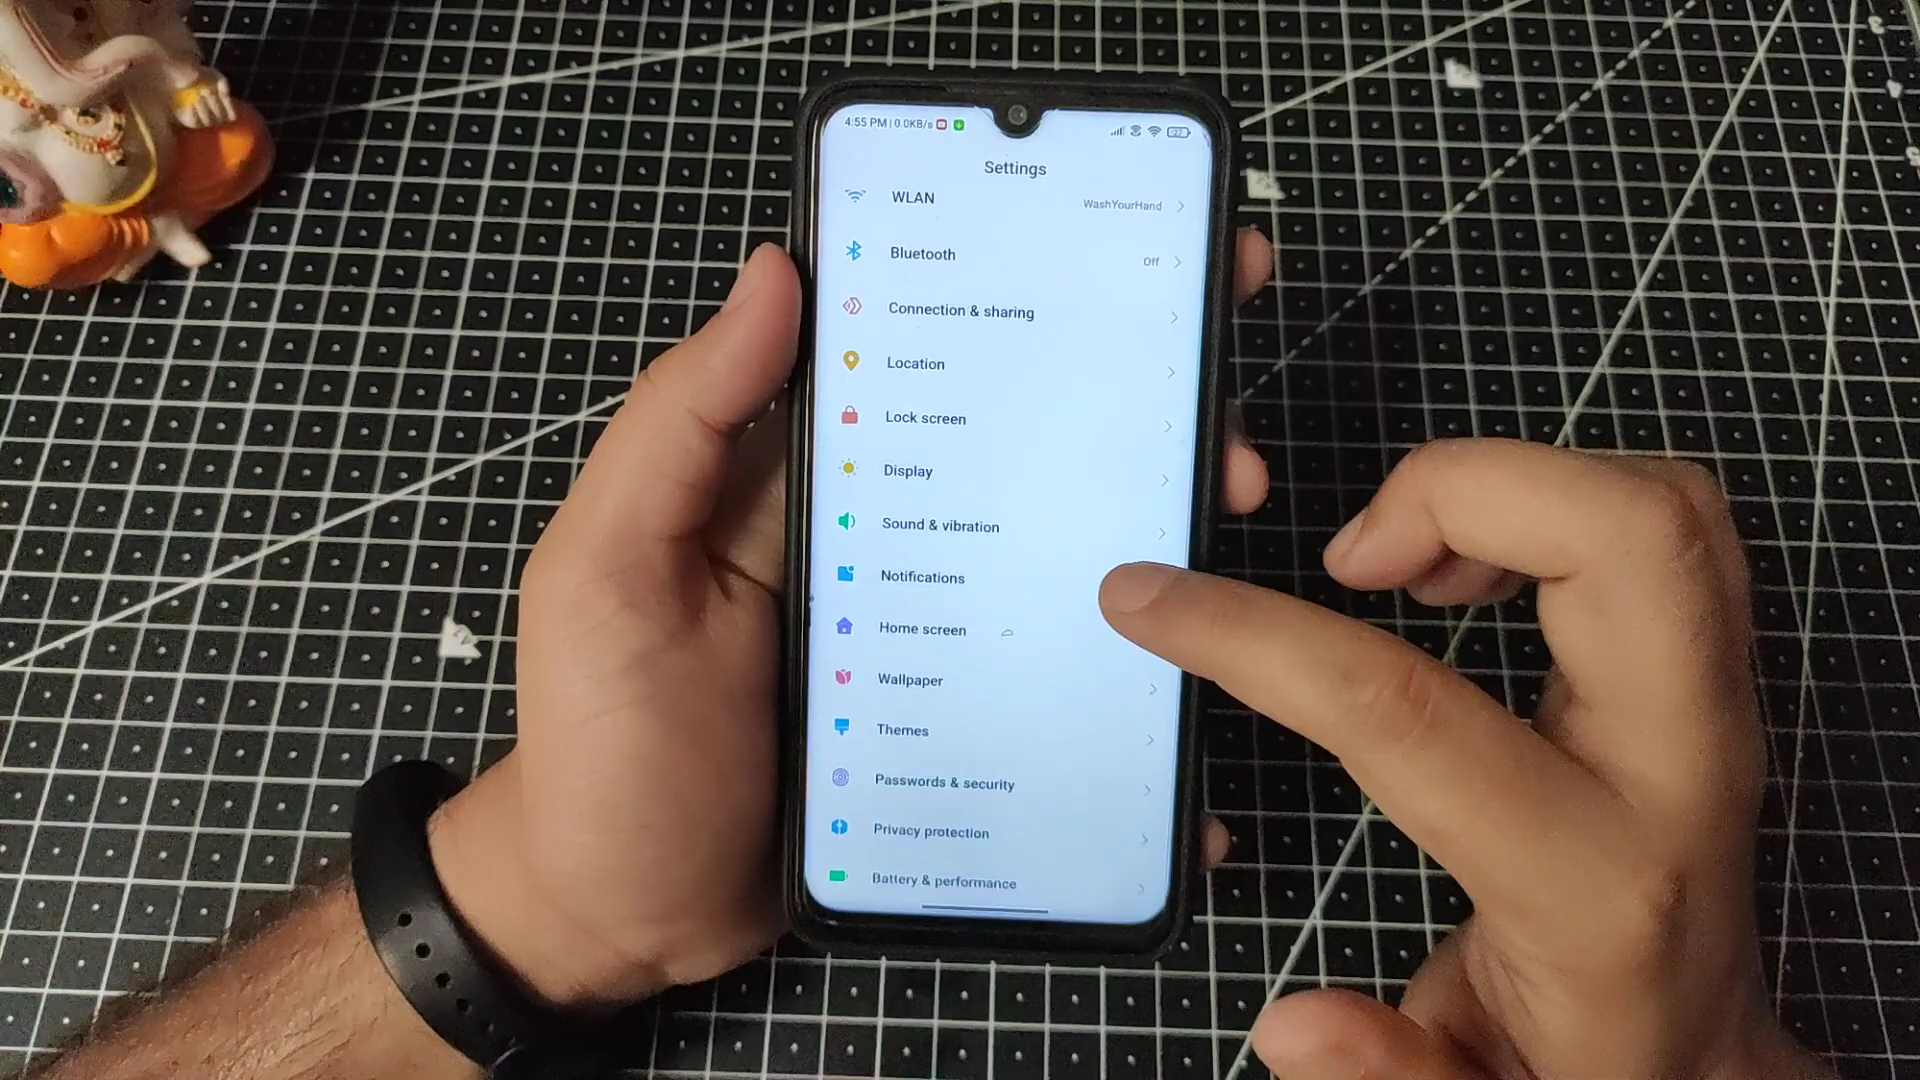 4:55 PM | 0.0KB/s
27
Settings
WLAN WashYourHand
Bluetooth Off
Connection & sharing
Location
Lock screen
Display
Sound & vibration
Notifications
Home screen
Wallpaper
Themes
Passwords & security
Privacy protection
Battery & performance